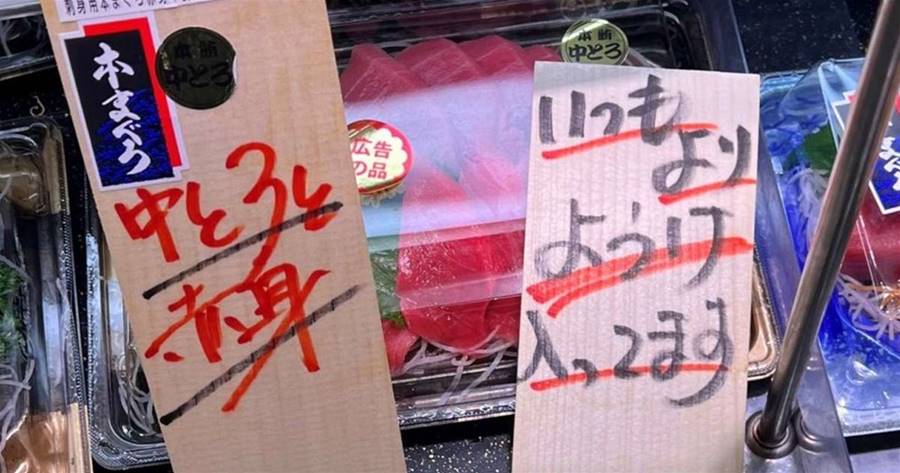 本まぐろ
本鮪
中とろ
中とろと
赤身
本鮪
中とろ
広告
の品
いつも
より
ようけ
入ってます